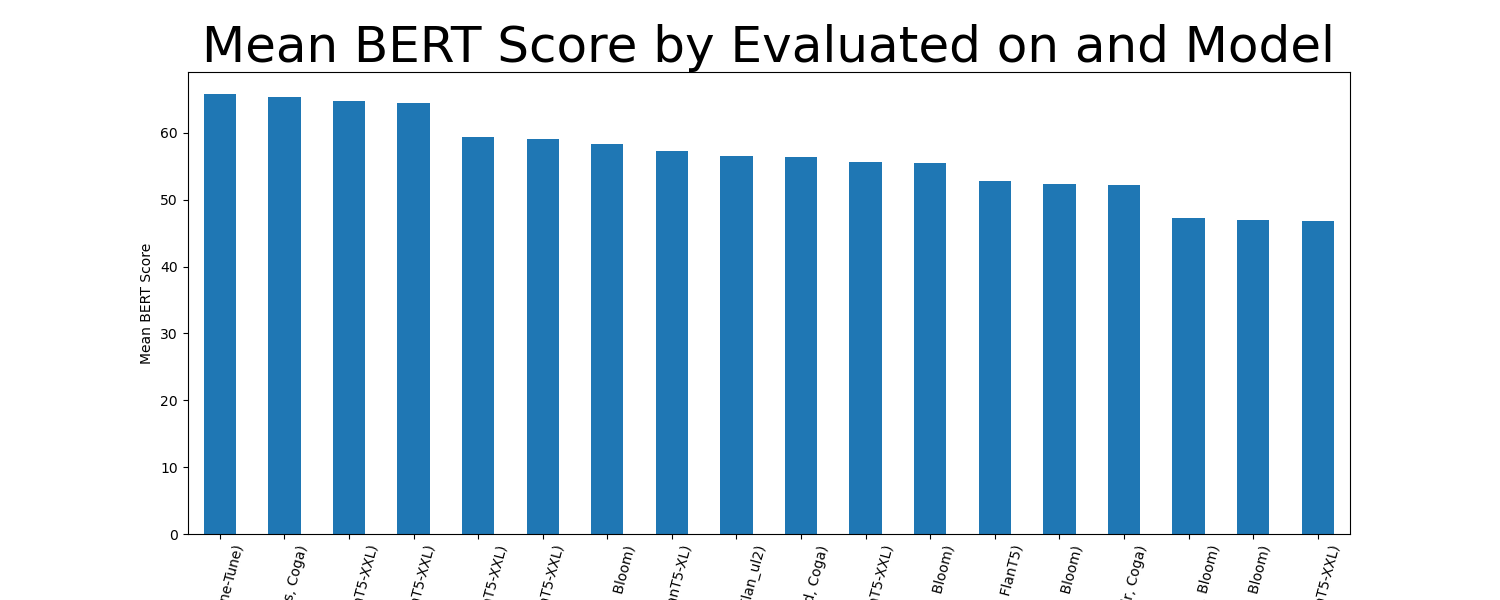 Mean BERT Score by Evaluated on and Model
Mean BERT Score
60
50
40
30
20
10
0
ne-Tune)
s, Coga)
nT5-XXL)
nT5-XXL)
nT5-XXL)
nT5-XXL)
Bloom)
anT5-XL)
Flan_ul2)
d, Coga)
nT5-XXL)
Bloom)
FlanT5)
Bloom)
r, Coga)
Bloom)
Bloom)
nT5-XXL)